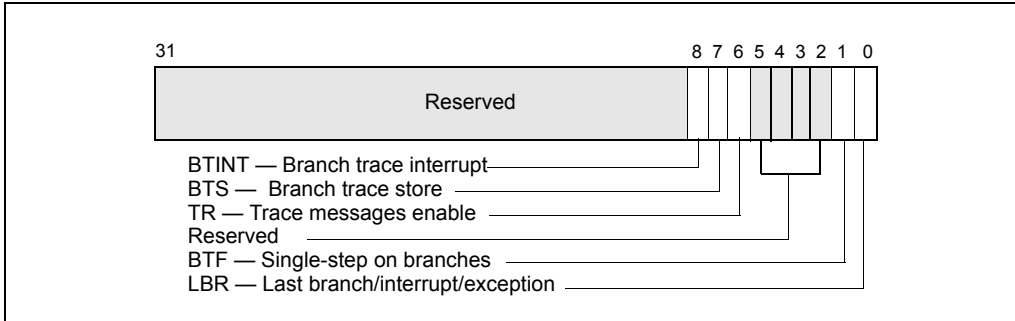 31 8 7 6 5 4 3 2 1 0
Reserved
BTINT — Branch trace interrupt
BTS — Branch trace store
TR — Trace messages enable
Reserved
BTF — Single-step on branches
LBR — Last branch/interrupt/exception